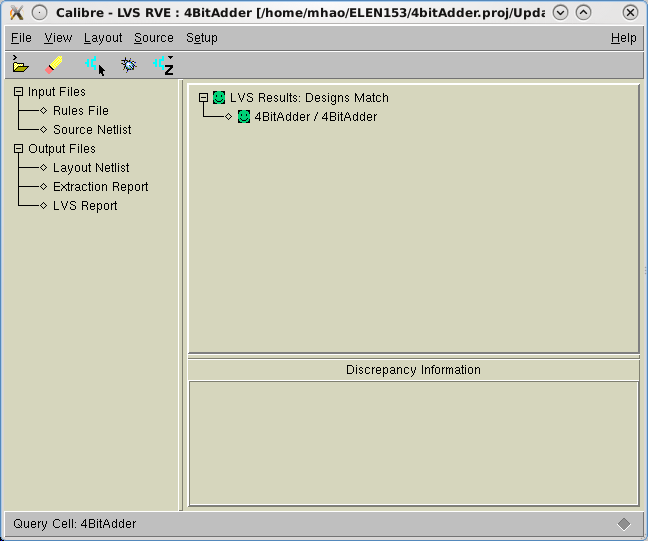 Calibre - LVS RVE : 4BitAdder [/home/mhao/ELEN153/4bitAdder.proj/Upda
File View Layout Source Setup Help
Z
Input Files
Rules File
Source Netlist
Output Files
Layout Netlist
Extraction Report
LVS Report
LVS Results: Designs Match
4BitAdder / 4BitAdder
Discrepancy Information
Query Cell: 4BitAdder